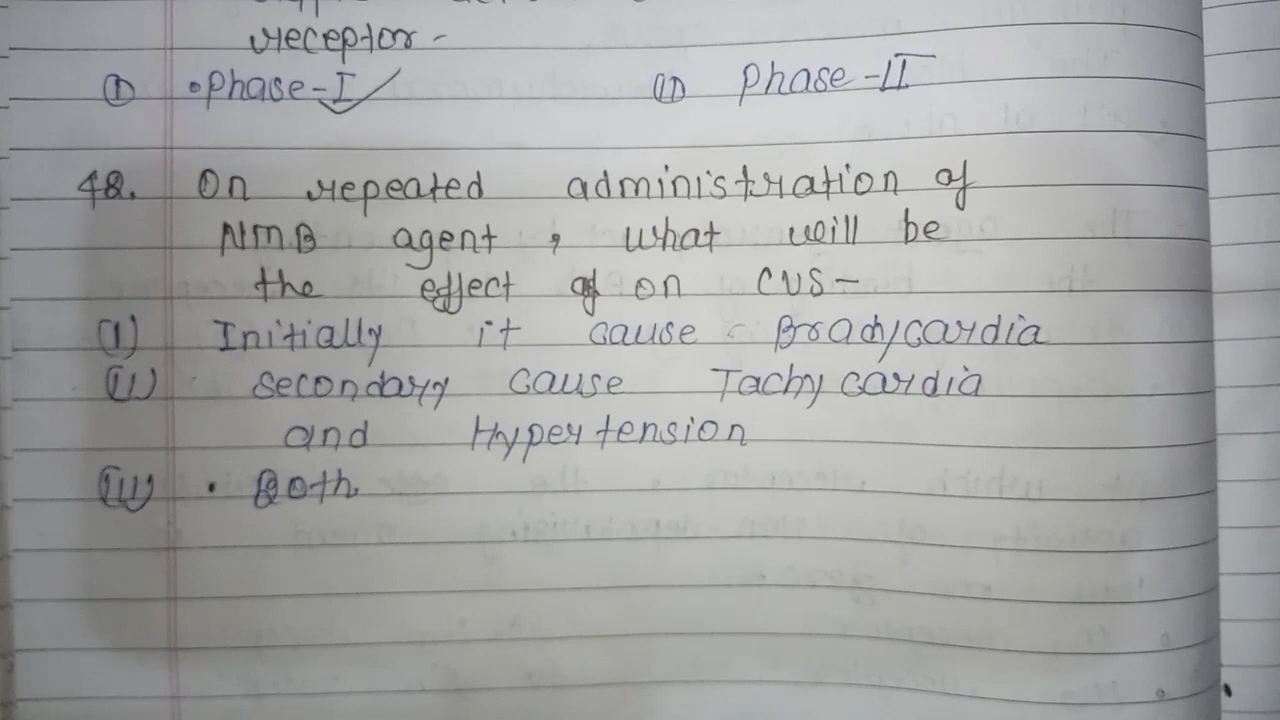 receptor -
(I) • Phase-I ✓ (II) Phase-II
48. On repeated administration of
NMB agent, what will be
the effect of on CVS-
(I) Initially it cause Bradycardia
(II) Secondary cause Tachycardia
and Hypertension
(III) • Both